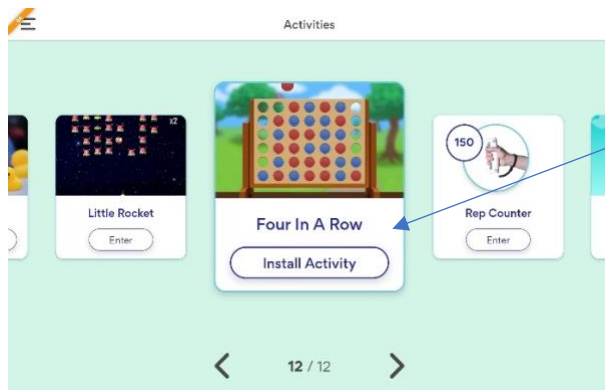 Activities
x2
150
Little Rocket
Four In A Row
Rep Counter
Enter
Install Activity
Enter
12 / 12